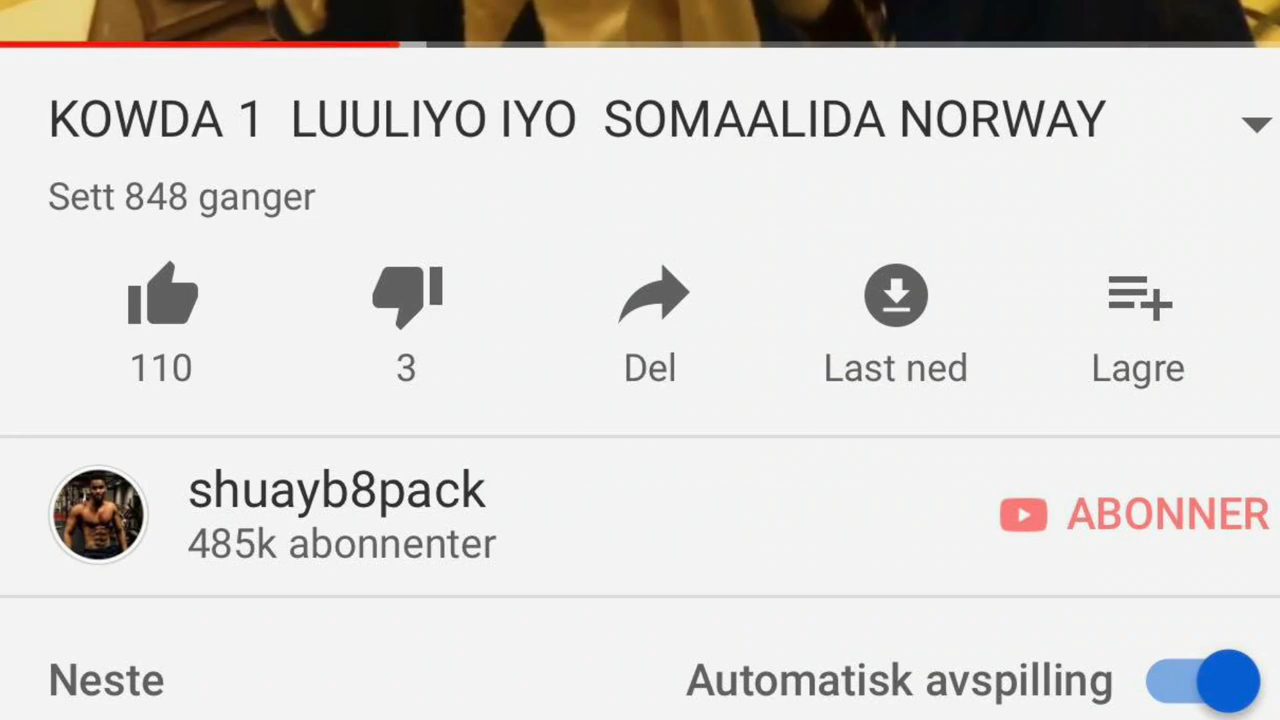 KOWDA 1 LUULIYO IYO SOMAALIDA NORWAY
Sett 848 ganger
110 3 Del Last ned Lagre
shuayb8pack
485k abonnenter
ABONNER
Neste Automatisk avspilling